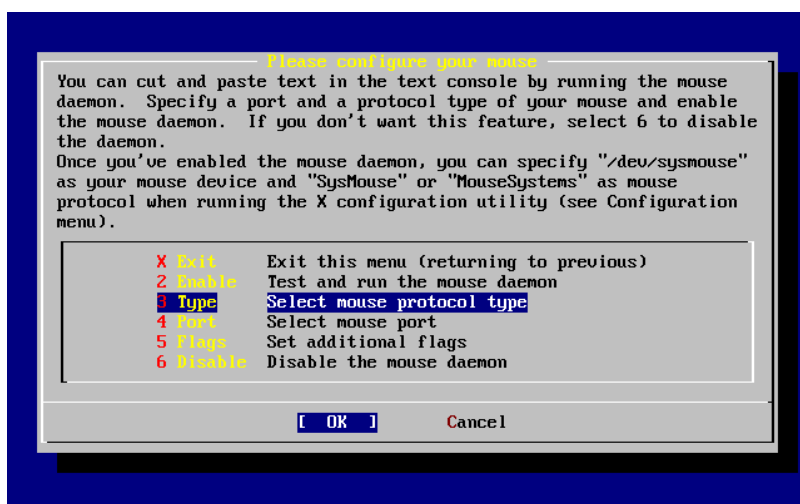 Please configure your mouse
You can cut and paste text in the text console by running the mouse
daemon.  Specify a port and a protocol type of your mouse and enable
the mouse daemon.  If you don't want this feature, select 6 to disable
the daemon.
Once you've enabled the mouse daemon, you can specify "/dev/sysmouse"
as your mouse device and "SysMouse" or "MouseSystems" as mouse
protocol when running the X configuration utility (see Configuration
menu).
X Exit     Exit this menu (returning to previous)
2 Enable   Test and run the mouse daemon
3 Type     Select mouse protocol type
4 Port     Select mouse port
5 Flags    Set additional flags
6 Disable  Disable the mouse daemon
[  OK  ]       Cancel